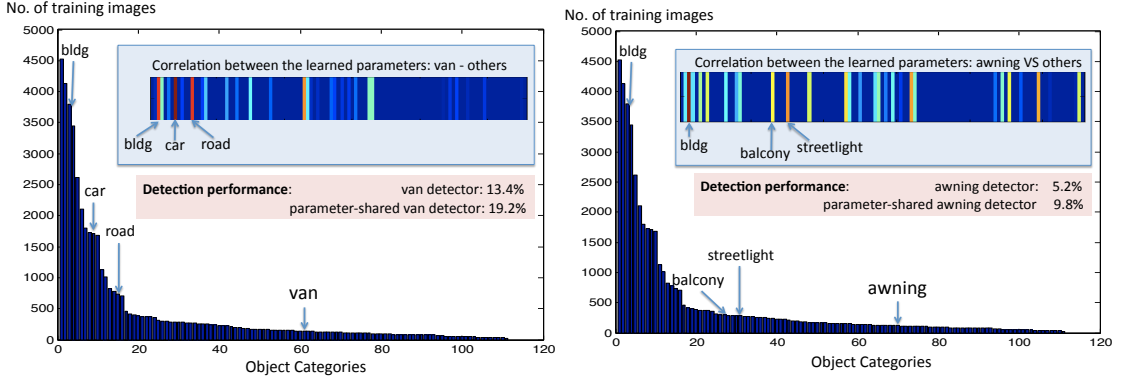 No. of training images
5000
4500
4000
3500
3000
2500
2000
1500
1000
500
0
bldg
car
road
van
Correlation between the learned parameters: van - others
bldg car road
Detection performance: van detector: 13.4%
parameter-shared van detector: 19.2%
0 20 40 60 80 100 120
Object Categories
No. of training images
5000
4500
4000
3500
3000
2500
2000
1500
1000
500
0
bldg
Correlation between the learned parameters: awning VS others
bldg balcony streetlight
Detection performance: awning detector: 5.2%
parameter-shared awning detector 9.8%
streetlight
balcony
awning
0 20 40 60 80 100 120
Object Categories